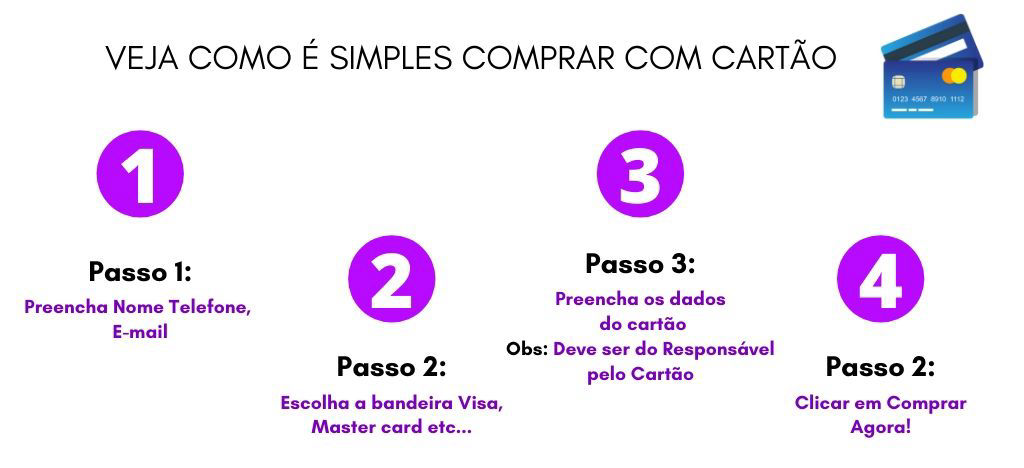 VEJA COMO É SIMPLES COMPRAR COM CARTÃO
0123 4567 8910 1112
1
Passo 1:
Preencha Nome Telefone,
E-mail
2
Passo 2:
Escolha a bandeira Visa,
Master card etc...
3
Passo 3:
Preencha os dados
do cartão
Obs: Deve ser do Responsável
pelo Cartão
4
Passo 2:
Clicar em Comprar
Agora!